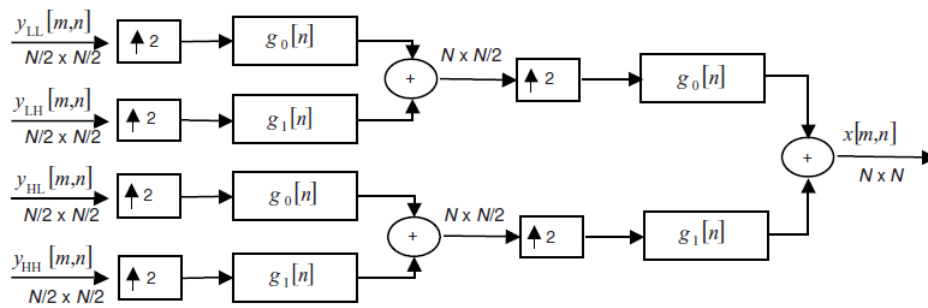 y_LL[m,n]
N/2 x N/2
↑ 2
g_0[n]
+
N x N/2
↑ 2
g_0[n]
y_LH[m,n]
N/2 x N/2
↑ 2
g_1[n]
+
x[m,n]
N x N
y_HL[m,n]
N/2 x N/2
↑ 2
g_0[n]
+
N x N/2
↑ 2
g_1[n]
y_HH[m,n]
N/2 x N/2
↑ 2
g_1[n]